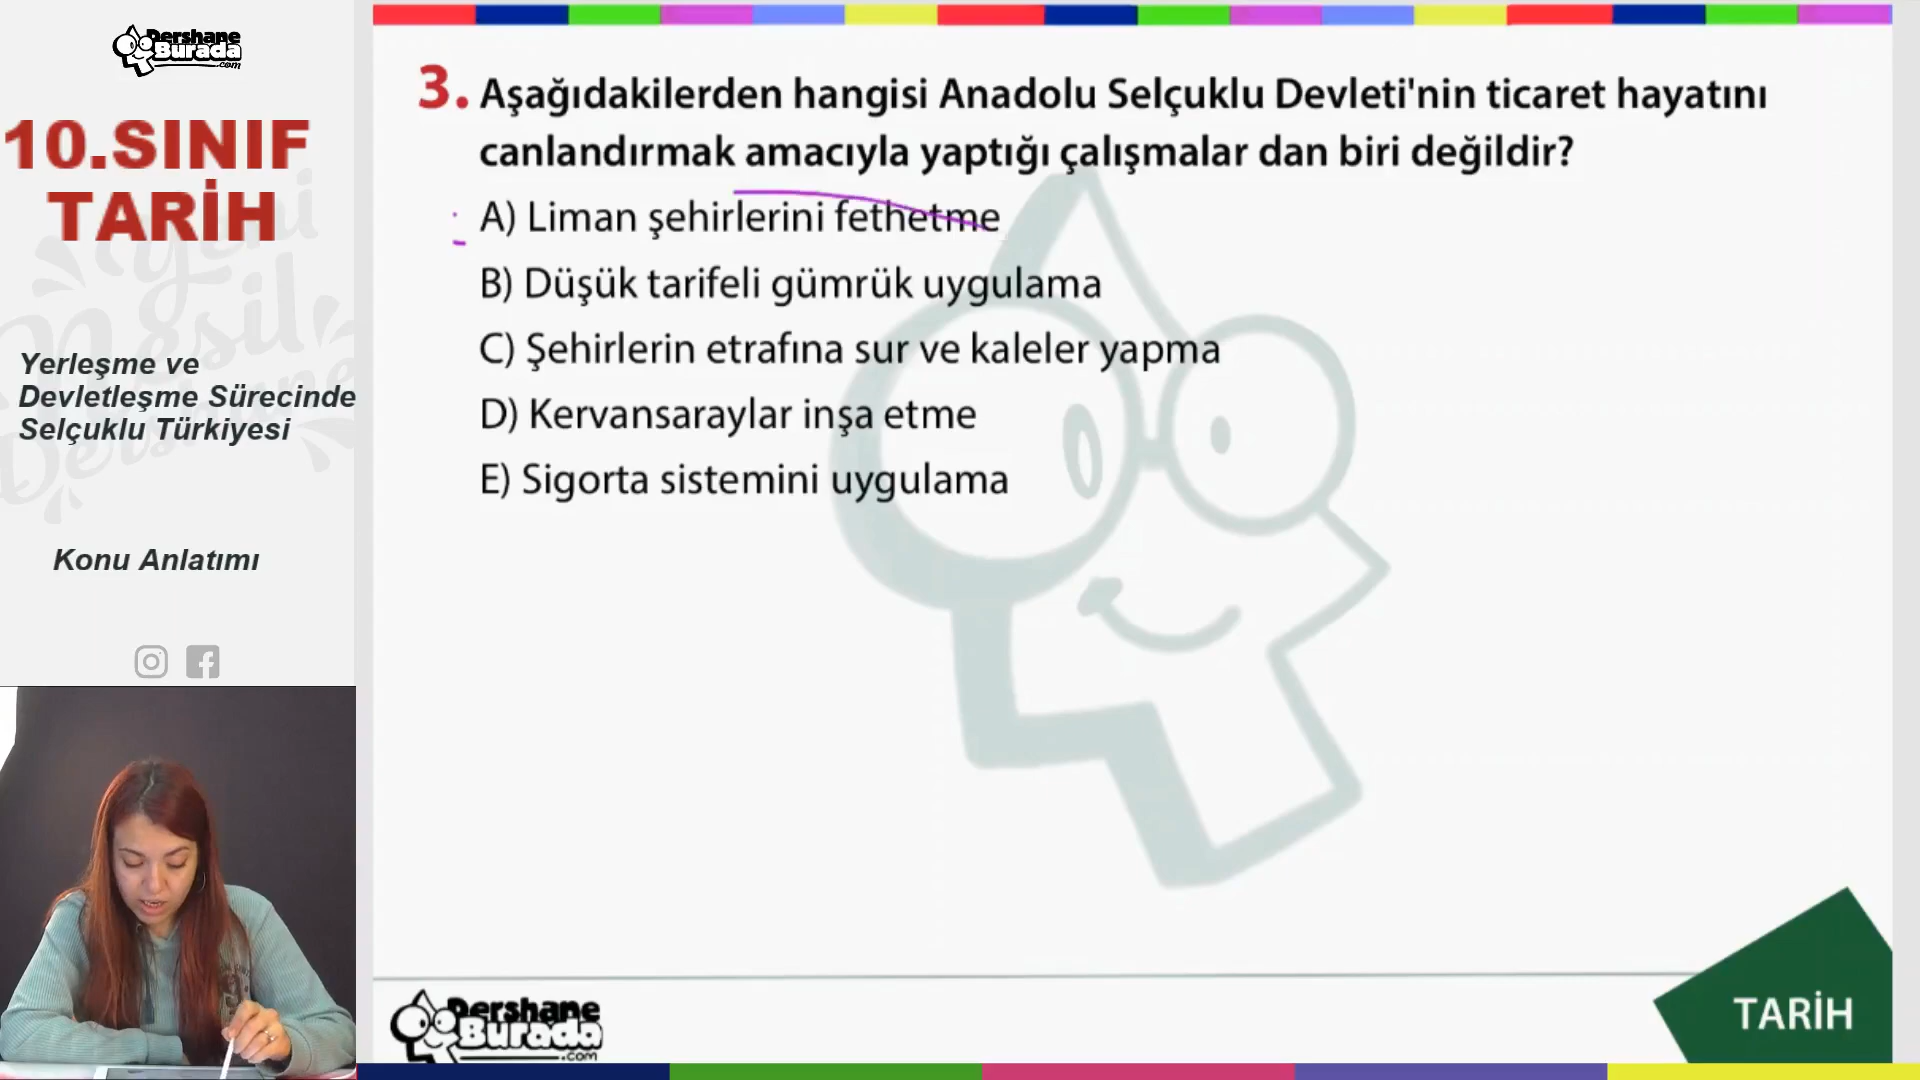 Dershane
Burada
.com
10.SINIF
TARİH
Yerleşme ve
Devletleşme Sürecinde
Selçuklu Türkiyesi
Konu Anlatımı
3. Aşağıdakilerden hangisi Anadolu Selçuklu Devleti'nin ticaret hayatını
canlandırmak amacıyla yaptığı çalışmalar dan biri değildir?
A) Liman şehirlerini fethetme
B) Düşük tarifeli gümrük uygulama
C) Şehirlerin etrafına sur ve kaleler yapma
D) Kervansaraylar inşa etme
E) Sigorta sistemini uygulama
Dershane
Burada
.com
TARİH